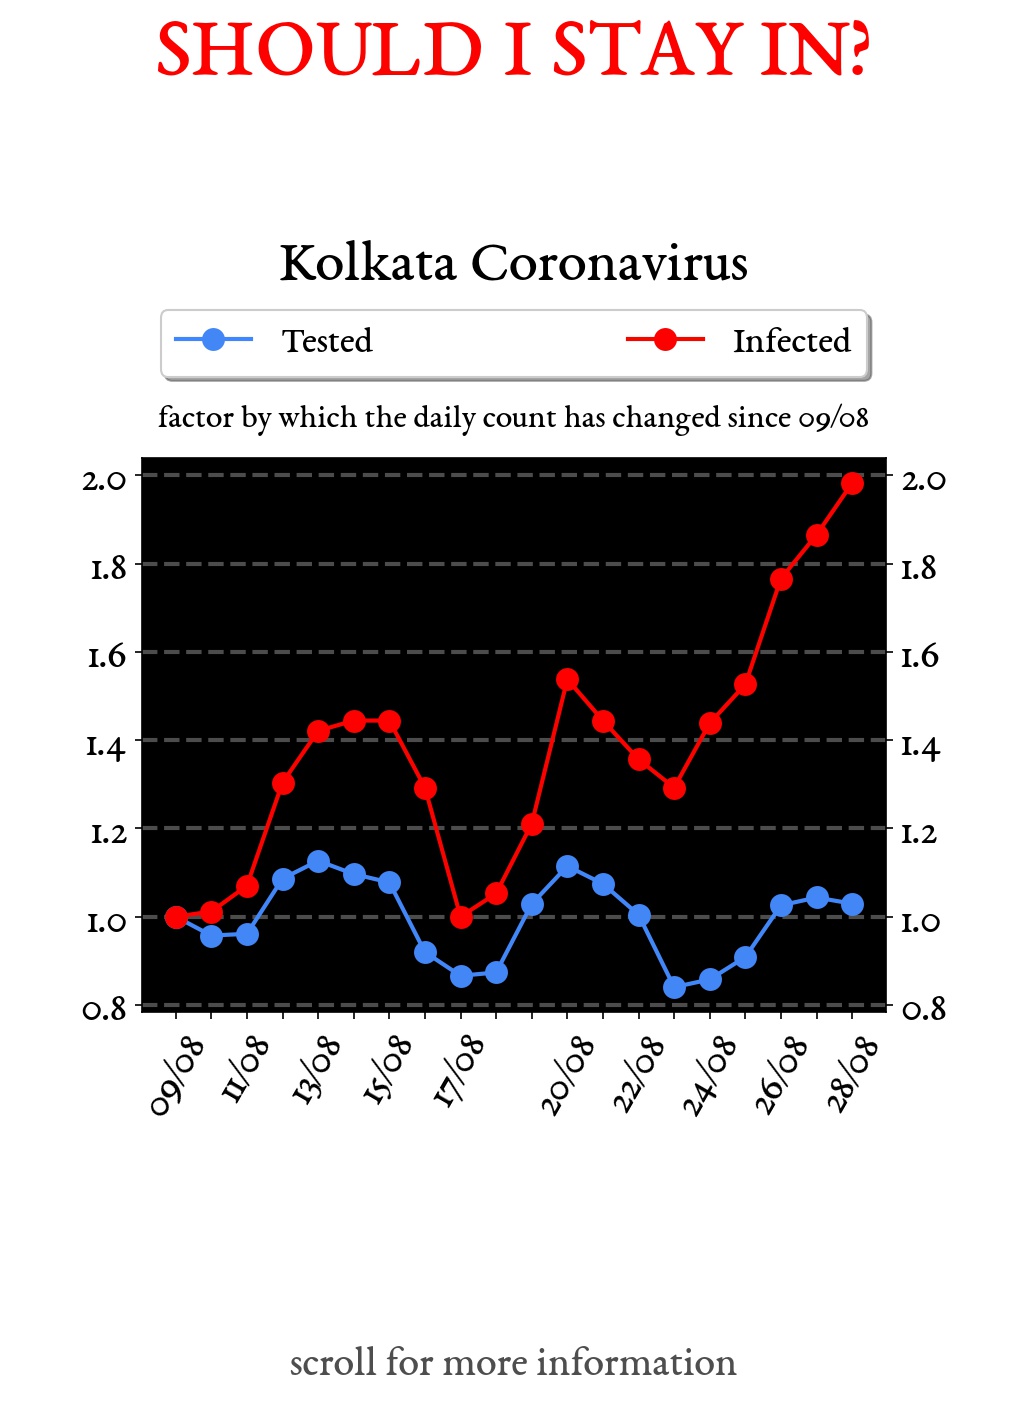 SHOULD I STAY IN?
Kolkata Coronavirus
Tested Infected
factor by which the daily count has changed since 09/08
2.0 2.0
1.8 1.8
1.6 1.6
1.4 1.4
1.2 1.2
1.0 1.0
0.8 0.8
09/08 11/08 13/08 15/08 17/08 20/08 22/08 24/08 26/08 28/08
scroll for more information